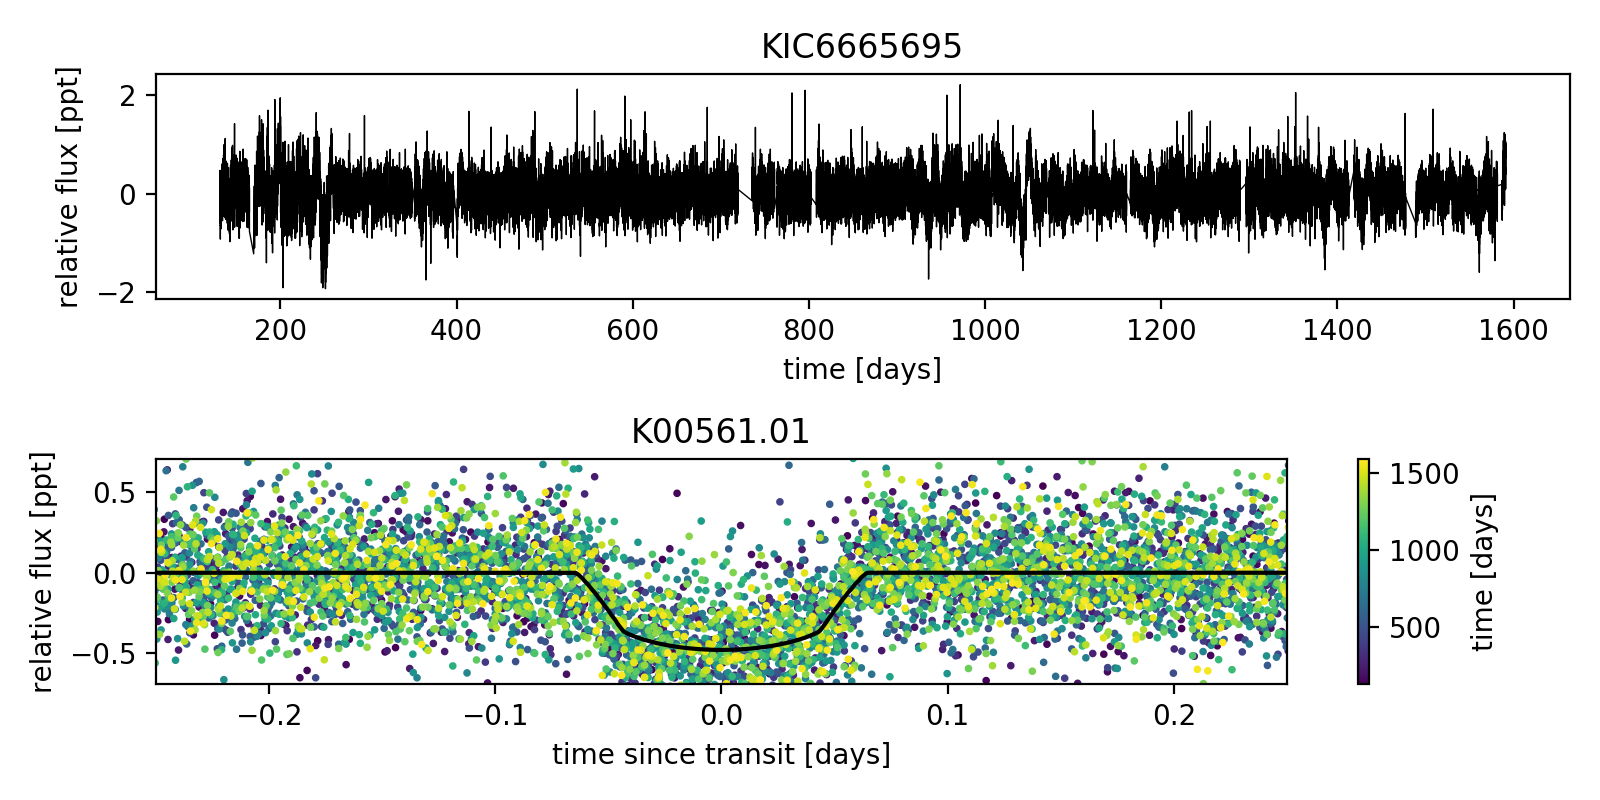 KIC6665695
relative flux [ppt]
2
0
−2
200 400 600 800 1000 1200 1400 1600
time [days]
K00561.01
relative flux [ppt]
0.5
0.0
−0.5
−0.2 −0.1 0.0 0.1 0.2
time since transit [days]
1500
1000
500
time [days]